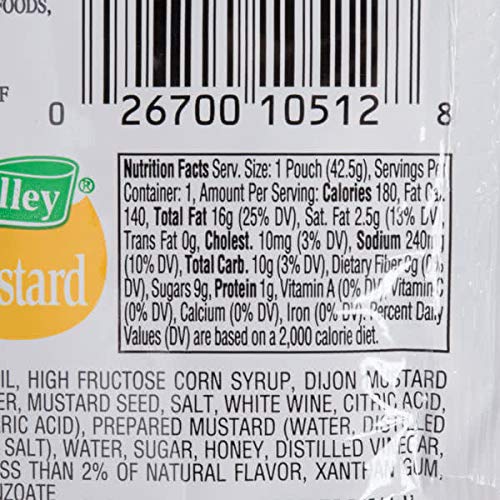 FOODS,
F
0 26700 10512 8
lley®
stard
Nutrition Facts Serv. Size: 1 Pouch (42.5g), Servings Per
Container: 1, Amount Per Serving: Calories 180, Fat Cal.
140, Total Fat 16g (25% DV), Sat. Fat 2.5g (13% DV),
Trans Fat 0g, Cholest. 10mg (3% DV), Sodium 240mg
(10% DV), Total Carb. 10g (3% DV), Dietary Fiber 0g (0%
DV), Sugars 9g, Protein 1g, Vitamin A (0% DV), Vitamin C
(0% DV), Calcium (0% DV), Iron (0% DV). Percent Daily
Values (DV) are based on a 2,000 calorie diet.
IL, HIGH FRUCTOSE CORN SYRUP, DIJON MUSTARD
ER, MUSTARD SEED, SALT, WHITE WINE, CITRIC ACID,
RIC ACID), PREPARED MUSTARD (WATER, DISTILLED
SALT), WATER, SUGAR, HONEY, DISTILLED VINEGAR,
SS THAN 2% OF NATURAL FLAVOR, XANTHAN GUM,
NZOATE